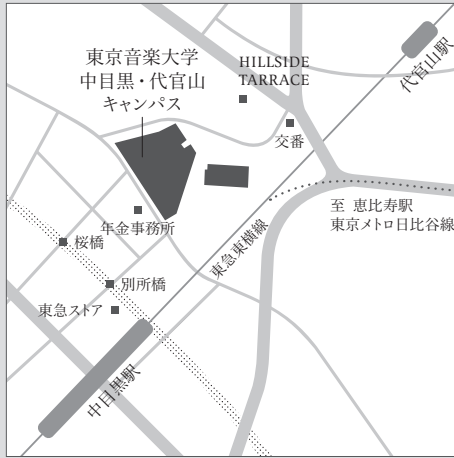 東京音楽大学
中目黒・代官山
キャンパス
HILLSIDE
TARRACE
代官山駅
交番
至 恵比寿駅
東京メトロ日比谷線
年金事務所
東急東横線
桜橋
別所橋
東急ストア
中目黒駅